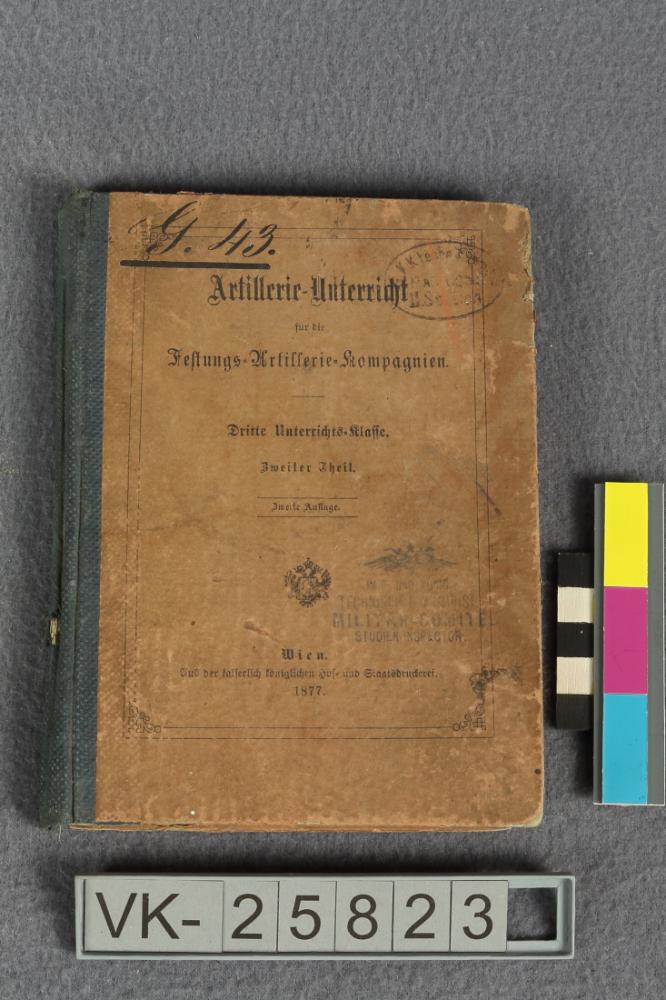 G. 43.
Artillerie-Unterricht
für die
Festungs-Artillerie-Kompagnien.
Dritte Unterrichts-Klasse.
Zweiter Theil.
Zweite Auflage.
MILITÄR-COMITÉ
STUDIEN INSPECTOR.
Wien.
Aus der kaiserlich königlichen Hof- und Staatsdruckerei.
1877.
VK-25823